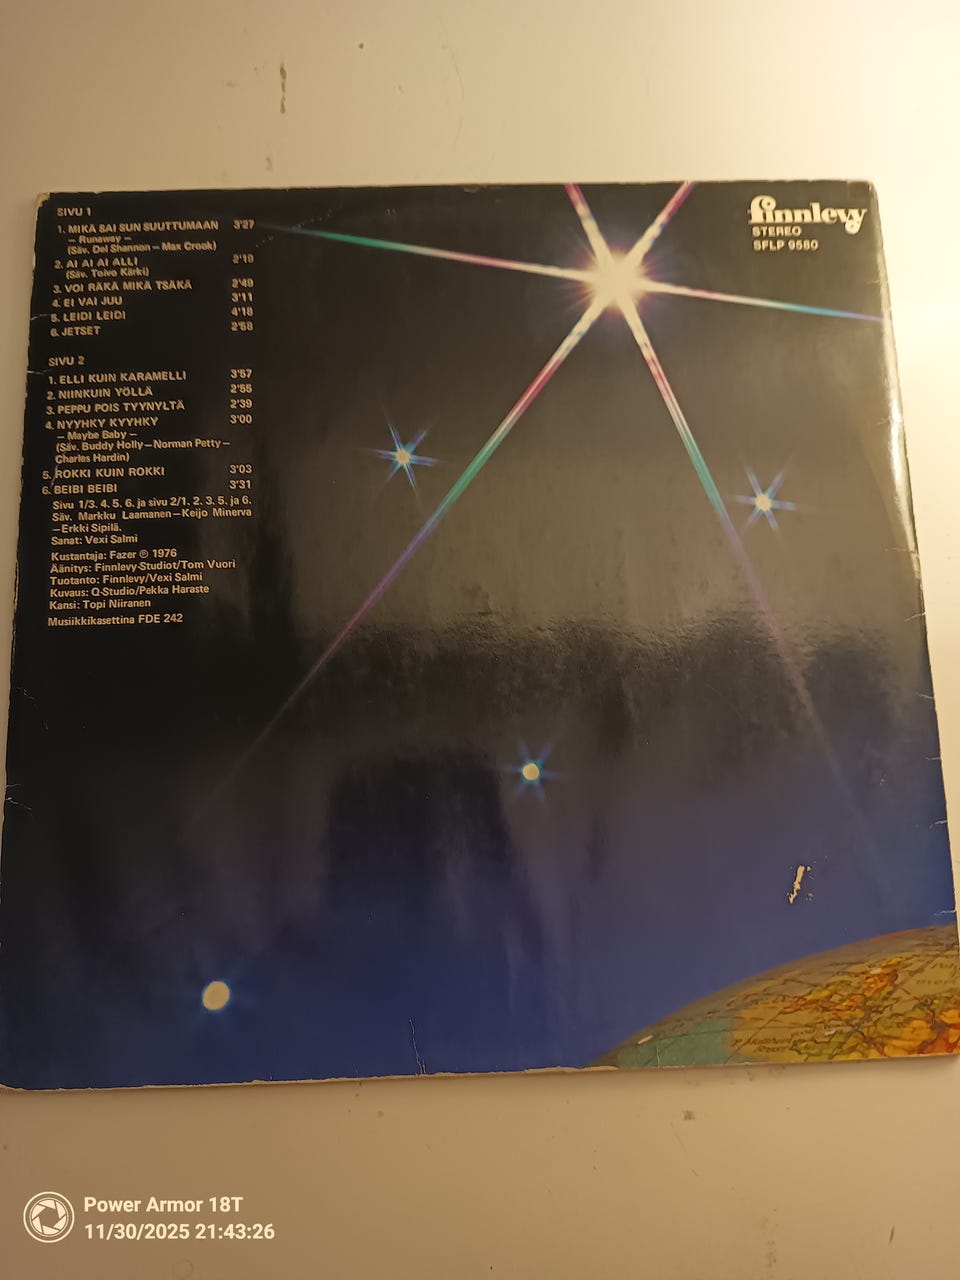 SIVU 1
1. MIKÄ SAI SUN SUUTTUMAAN 3'27
– Runaway –
(Säv. Del Shannon – Max Crook)
2. AI AI AI ALLI 2'19
(Säv. Toivo Kärki)
3. VOI RÄKÄ MIKÄ TSÄKÄ 2'49
4. EI VAI JUU 3'11
5. LEIDI LEIDI 4'18
6. JETSET 2'58
SIVU 2
1. ELLI KUIN KARAMELLI 3'57
2. NIINKUIN YÖLLÄ 2'55
3. PEPPU POIS TYYNYLTÄ 2'39
4. NYYHKY KYYHKY 3'00
– Maybe Baby –
(Säv. Buddy Holly–Norman Petty–
Charles Hardin)
5. ROKKI KUIN ROKKI 3'03
6. BEIBI BEIBI 3'31
Sivu 1/3. 4. 5. 6. ja sivu 2/1. 2. 3. 5. ja 6.
Säv. Markku Laamanen–Keijo Minerva
–Erkki Sipilä.
Sanat: Vexi Salmi
Kustantaja: Fazer ℗ 1976
Äänitys: Finnlevy-Studiot/Tom Vuori
Tuotanto: Finnlevy/Vexi Salmi
Kuvaus: Q-Studio/Pekka Haraste
Kansi: Topi Niiranen
Musiikkikasettina FDE 242
finnlevy
STEREO
SFLP 9580
Power Armor 18T
11/30/2025 21:43:26